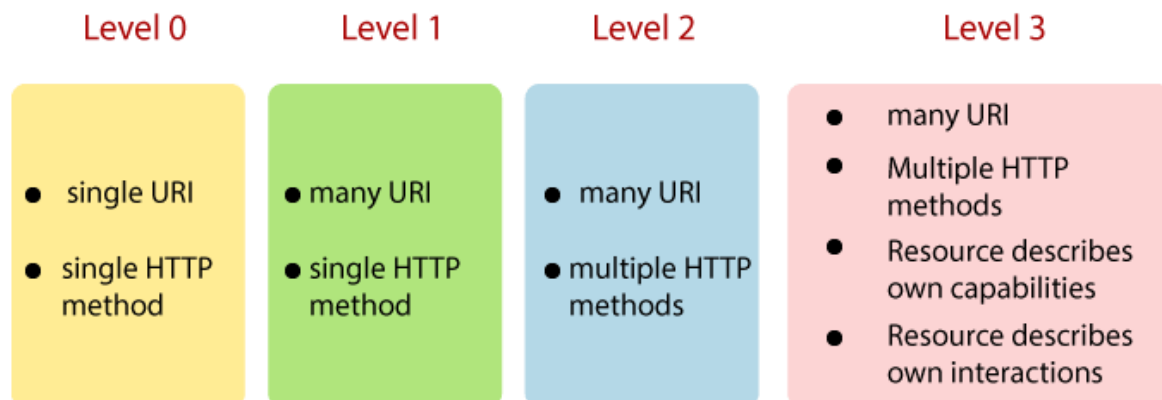 Level 0
Level 1
Level 2
Level 3
single URI
single HTTP
method
many URI
single HTTP
method
many URI
multiple HTTP
methods
many URI
Multiple HTTP
methods
Resource describes
own capabilities
Resource describes
own interactions